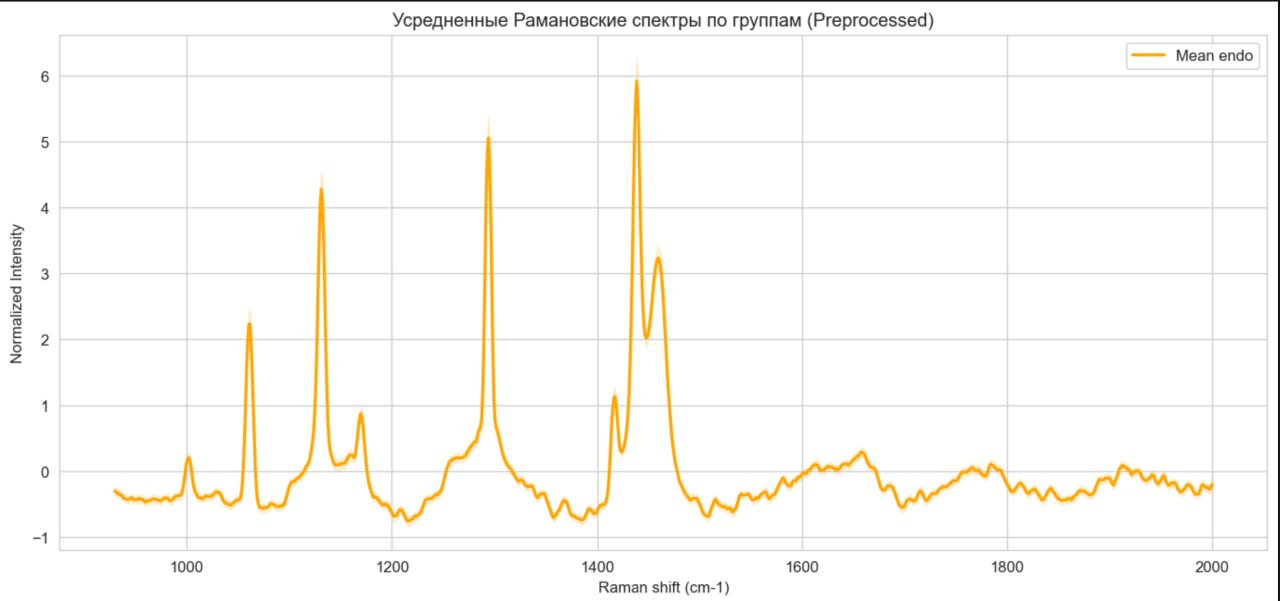 Усредненные Рамановские спектры по группам (Preprocessed)
Mean endo
Normalized Intensity
6
5
4
3
2
1
0
−1
1000 1200 1400 1600 1800 2000
Raman shift (cm-1)